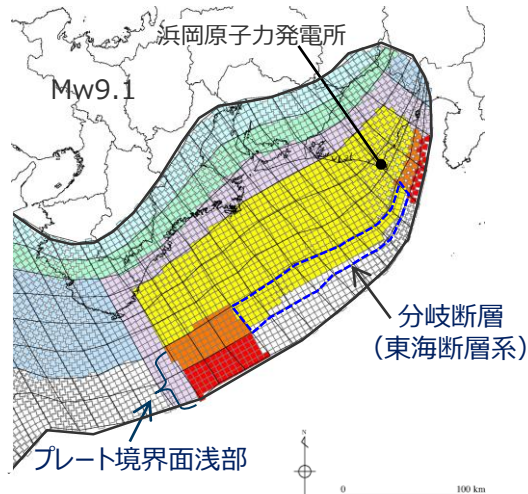 浜岡原子力発電所
Mw9.1
分岐断層
（東海断層系）
プレート境界面浅部
N
0 100 km